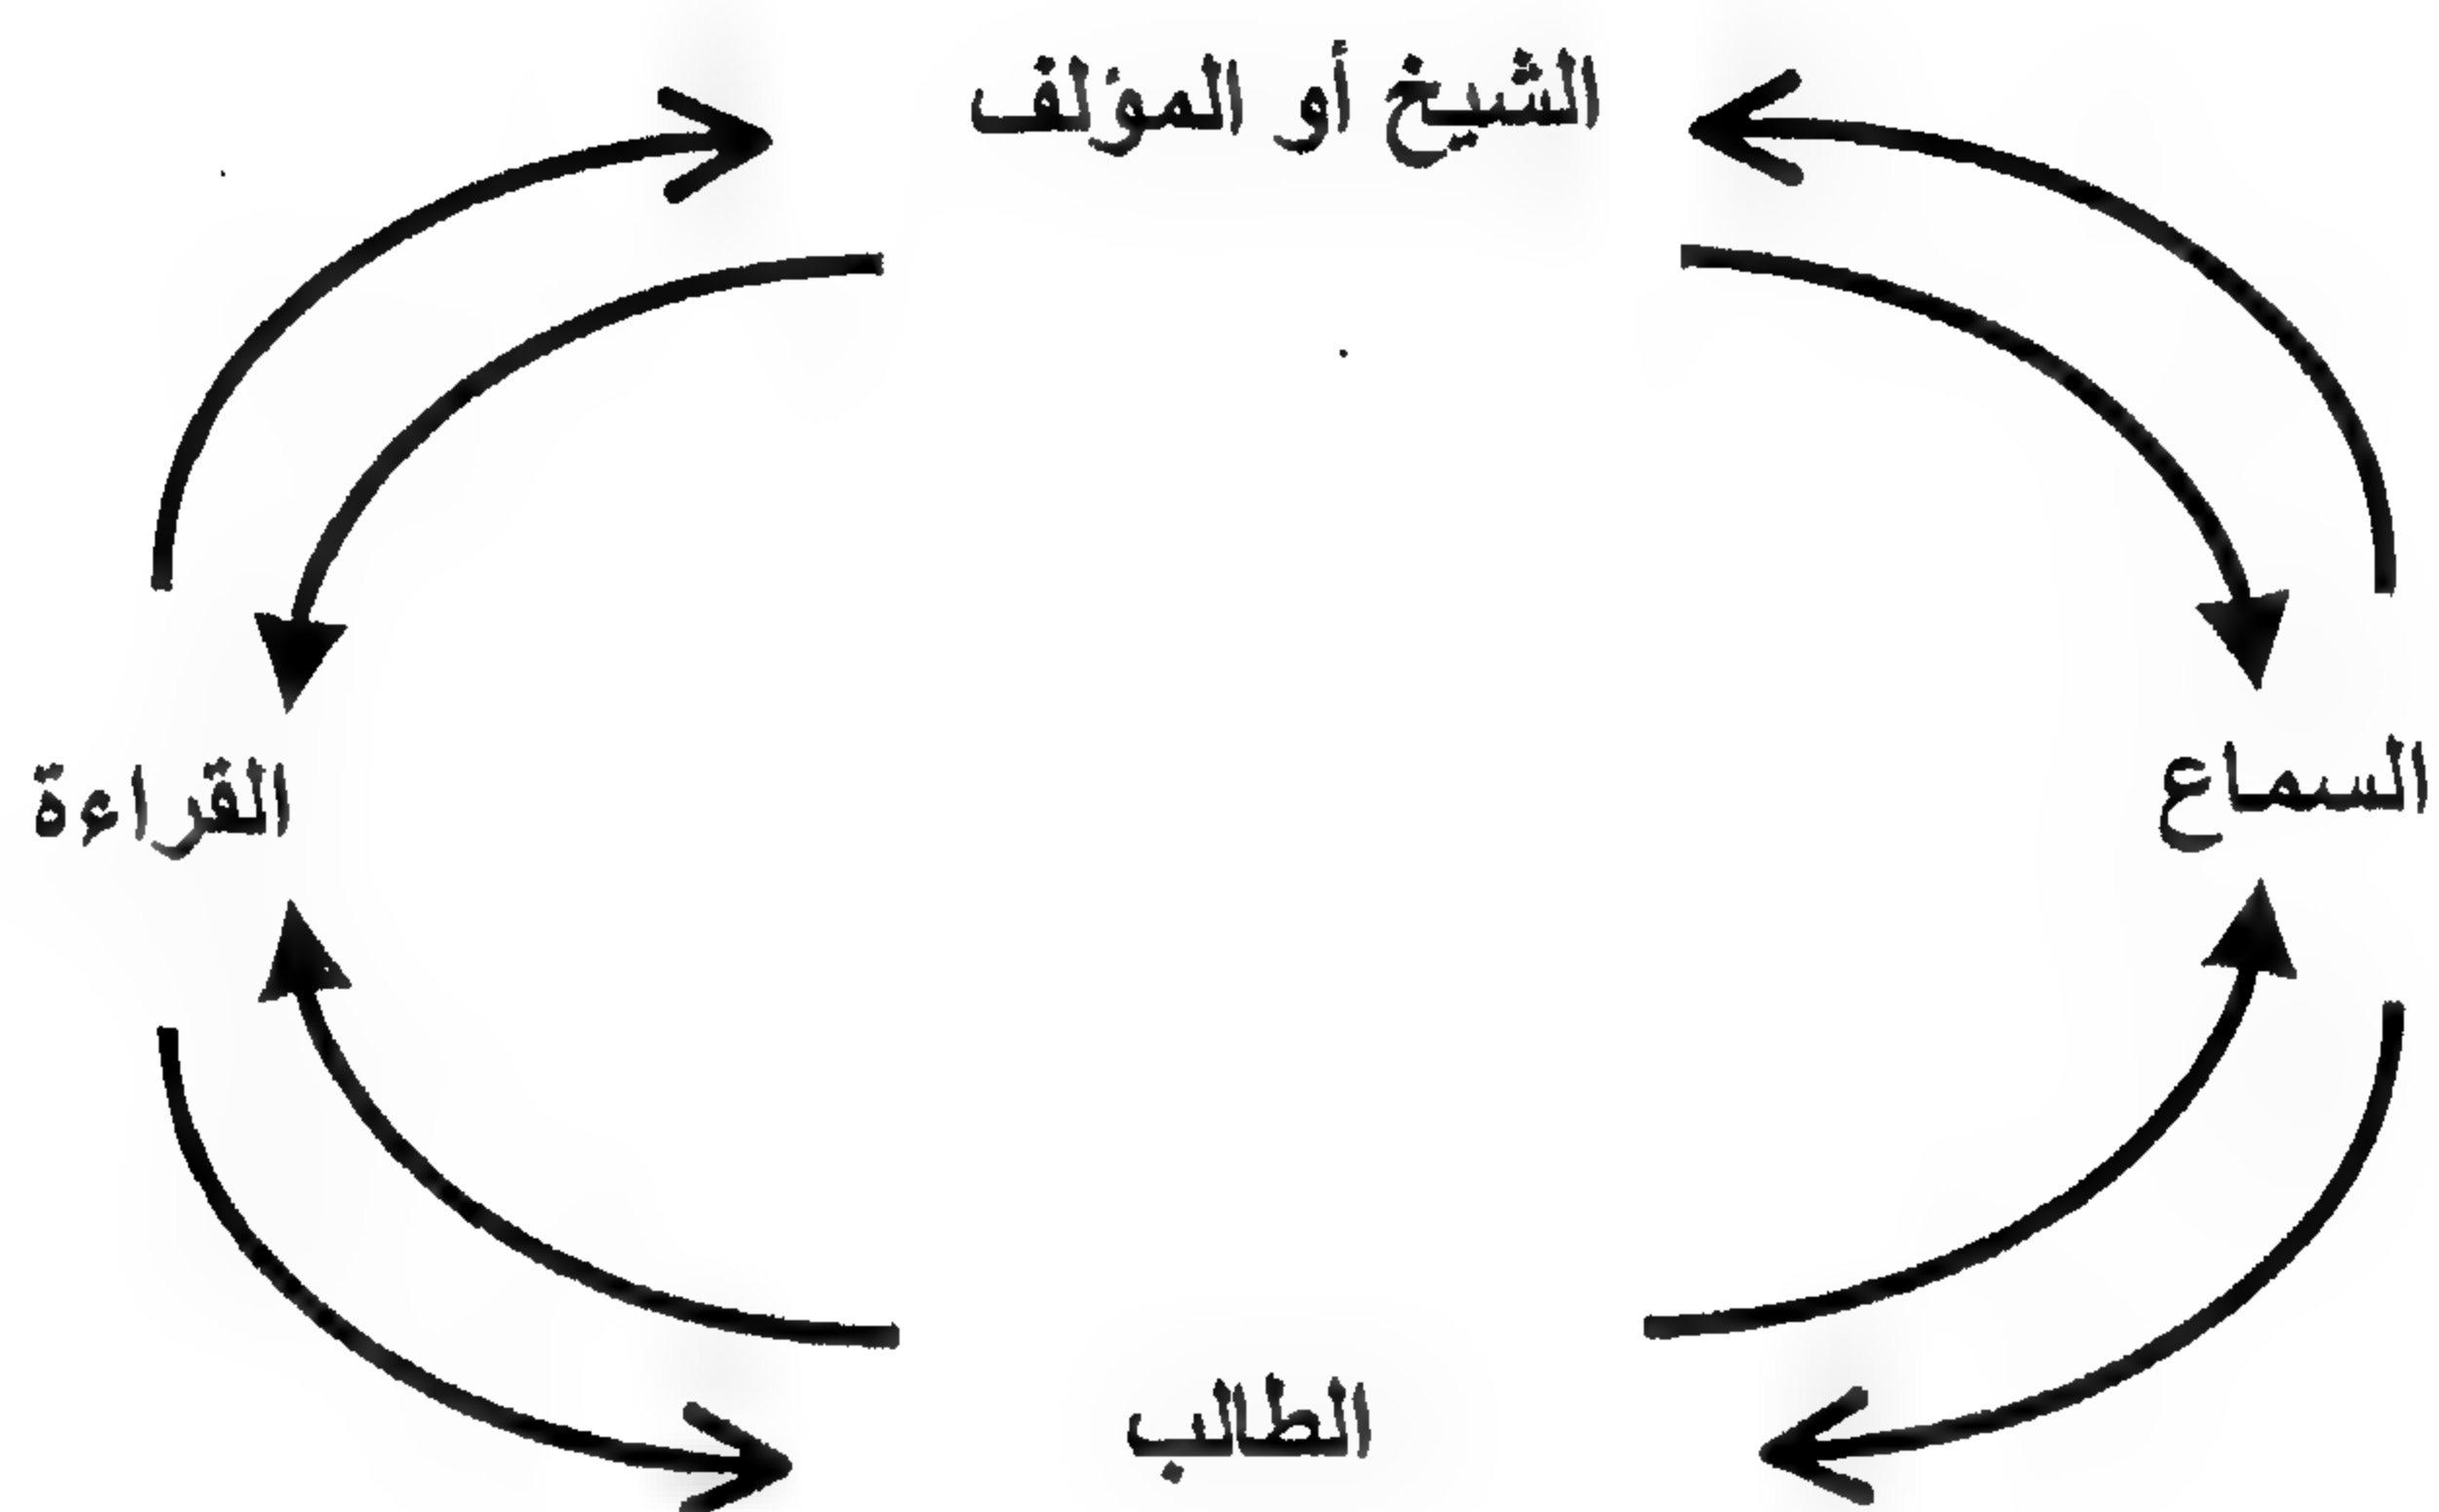 الشيخ أو المؤلف
السماع
القراءة
الطالب